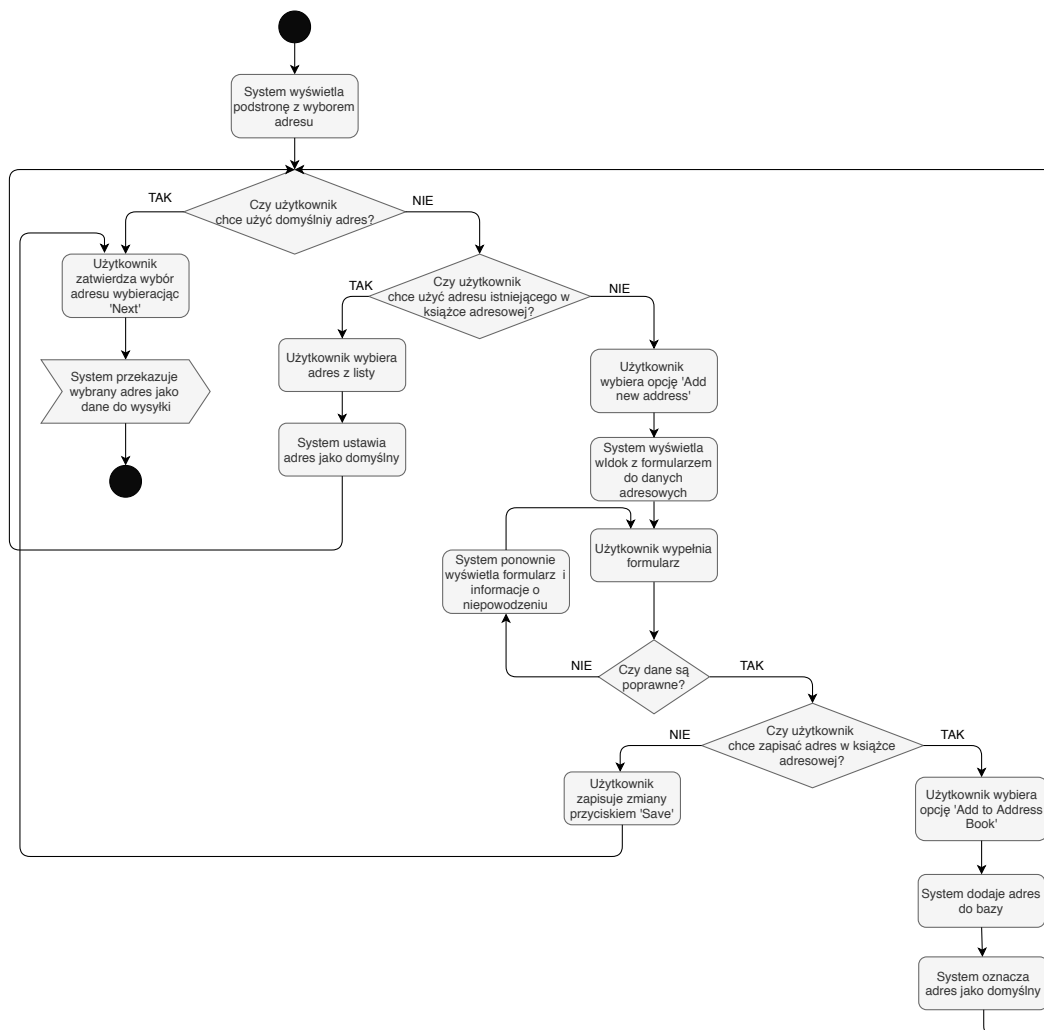 System wyświetla
podstronę z wyborem
adresu
TAK
Czy użytkownik
chce użyć domyślniy adres?
NIE
Użytkownik
zatwierdza wybór
adresu wybieracjąc
'Next'
TAK
Czy użytkownik
chce użyć adresu istniejącego w
książce adresowej?
NIE
System przekazuje
wybrany adres jako
dane do wysyłki
Użytkownik wybiera
adres z listy
Użytkownik
wybiera opcję 'Add
new address'
System ustawia
adres jako domyślny
System wyświetla
wIdok z formularzem
do danych
adresowych
System ponownie
wyświetla formularz i
informacje o
niepowodzeniu
Użytkownik wypełnia
formularz
NIE
Czy dane są
poprawne?
TAK
NIE
Czy użytkownik
chce zapisać adres w książce
adresowej?
TAK
Użytkownik
zapisuje zmiany
przyciskiem 'Save'
Użytkownik wybiera
opcję 'Add to Address
Book'
System dodaje adres
do bazy
System oznacza
adres jako domyślny